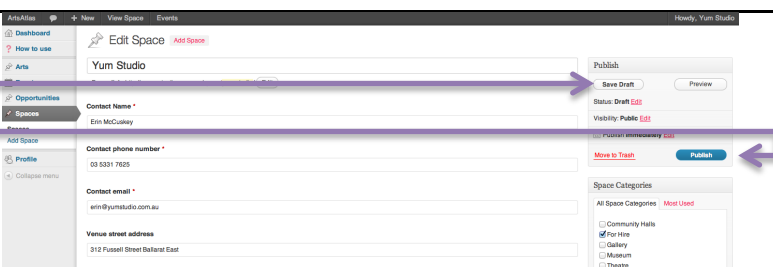 ArtsAtlas + New View Space Events Howdy, Yum Studio
Dashboard
How to use
Arts
Opportunities
Spaces
Add Space
Profile
Collapse menu
Edit Space Add Space
Yum Studio
Contact Name *
Erin McCuskey
Contact phone number *
03 5331 7625
Contact email *
erin@yumstudio.com.au
Venue street address
312 Fussell Street Ballarat East
Publish
Save Draft Preview
Status: Draft Edit
Visibility: Public Edit
Publish immediately Edit
Move to Trash Publish
Space Categories
All Space Categories Most Used
Community Halls
For Hire
Gallery
Museum
Theatre